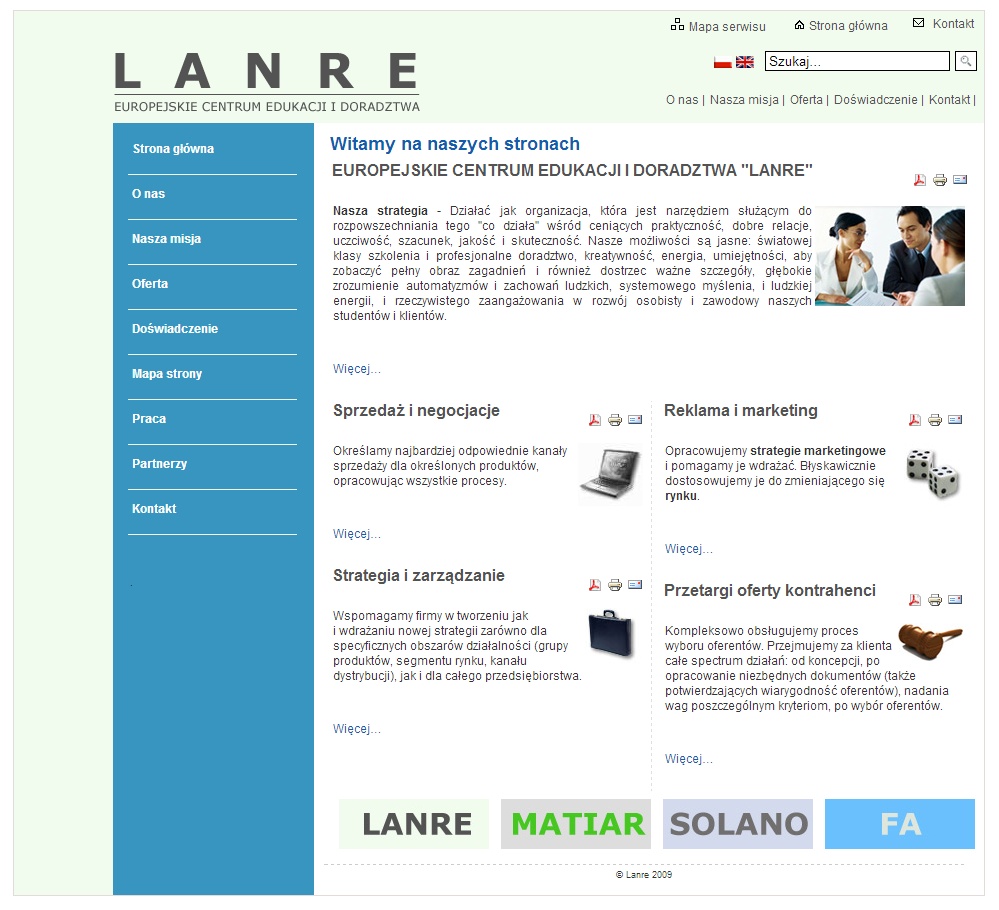 Mapa serwisu Strona główna Kontakt
LANRE
EUROPEJSKIE CENTRUM EDUKACJI I DORADZTWA
Szukaj...
O nas | Nasza misja | Oferta | Doświadczenie | Kontakt |
Strona główna
O nas
Nasza misja
Oferta
Doświadczenie
Mapa strony
Praca
Partnerzy
Kontakt
.
Witamy na naszych stronach
EUROPEJSKIE CENTRUM EDUKACJI I DORADZTWA "LANRE"
Nasza strategia - Działać jak organizacja, która jest narzędziem służącym do
rozpowszechniania tego "co działa" wśród ceniących praktyczność, dobre relacje,
uczciwość, szacunek, jakość i skuteczność. Nasze możliwości są jasne: światowej
klasy szkolenia i profesjonalne doradztwo, kreatywność, energia, umiejętności, aby
zobaczyć pełny obraz zagadnień i również dostrzec ważne szczegóły, głębokie
zrozumienie automatyzmów i zachowań ludzkich, systemowego myślenia, i ludzkiej
energii, i rzeczywistego zaangażowania w rozwój osobisty i zawodowy naszych
studentów i klientów.
Więcej...
Sprzedaż i negocjacje
Określamy najbardziej odpowiednie kanały
sprzedaży dla określonych produktów,
opracowując wszystkie procesy.
Więcej...
Strategia i zarządzanie
Wspomagamy firmy w tworzeniu jak
i wdrażaniu nowej strategii zarówno dla
specyficznych obszarów działalności (grupy
produktów, segmentu rynku, kanału
dystrybucji), jak i dla całego przedsiębiorstwa.
Więcej...
Reklama i marketing
Opracowujemy strategie marketingowe
i pomagamy je wdrażać. Błyskawicznie
dostosowujemy je do zmieniającego się
rynku.
Więcej...
Przetargi oferty kontrahenci
Kompleksowo obsługujemy proces
wyboru oferentów. Przejmujemy za klienta
całe spectrum działań: od koncepcji, po
opracowanie niezbędnych dokumentów (także
potwierdzających wiarygodność oferentów), nadania
wag poszczególnym kryteriom, po wybór oferentów.
Więcej...
LANRE MATIAR SOLANO FA
© Lanre 2009